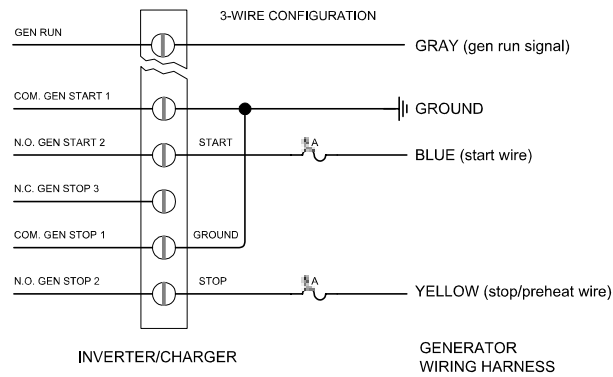 3-WIRE CONFIGURATION
GEN RUN
GRAY (gen run signal)
COM. GEN START 1
GROUND
N.O. GEN START 2
START
A
BLUE (start wire)
N.C. GEN STOP 3
COM. GEN STOP 1
GROUND
N.O. GEN STOP 2
STOP
A
YELLOW (stop/preheat wire)
INVERTER/CHARGER
GENERATOR
WIRING HARNESS